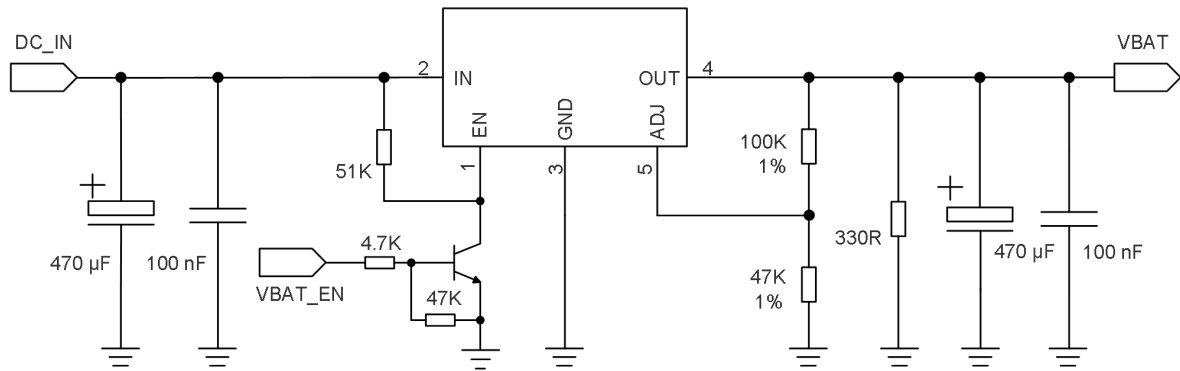 DC_IN
VBAT
2
IN
OUT
4
EN
GND
ADJ
1
3
5
51K
100K
1%
+
+
470 µF
100 nF
4.7K
VBAT_EN
47K
330R
47K
1%
470 µF
100 nF